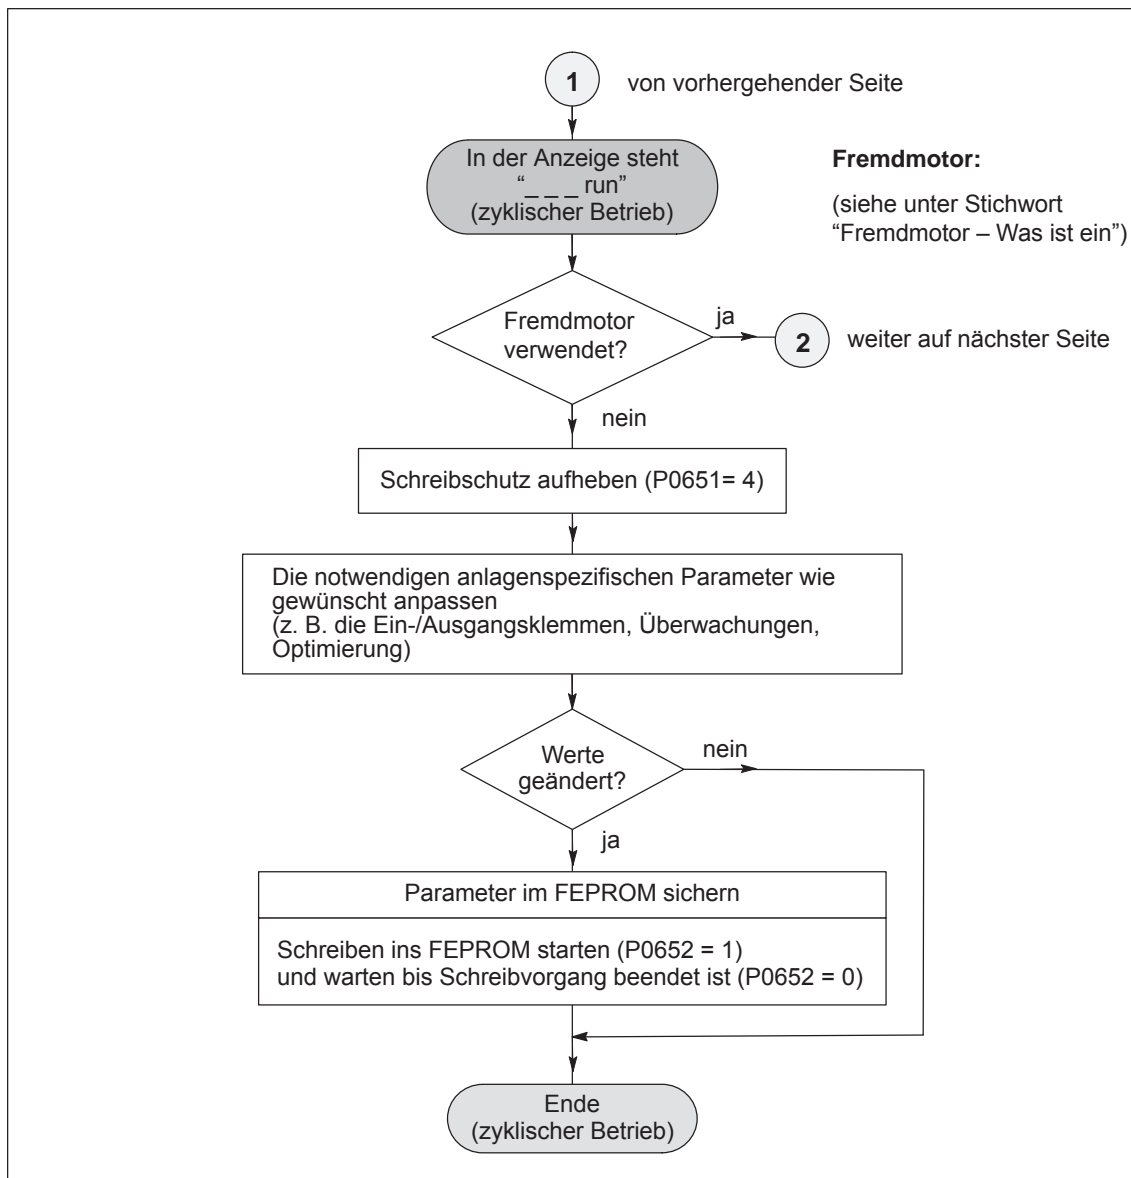 1
von vorhergehender Seite
In der Anzeige steht
“_ _ _ run”
(zyklischer Betrieb)
Fremdmotor:
(siehe unter Stichwort
“Fremdmotor – Was ist ein”)
Fremdmotor
verwendet?
ja
2
weiter auf nächster Seite
nein
Schreibschutz aufheben (P0651= 4)
Die notwendigen anlagenspezifischen Parameter wie
gewünscht anpassen
(z. B. die Ein-/Ausgangsklemmen, Überwachungen,
Optimierung)
Werte
geändert?
nein
ja
Parameter im FEPROM sichern
Schreiben ins FEPROM starten (P0652 = 1)
und warten bis Schreibvorgang beendet ist (P0652 = 0)
Ende
(zyklischer Betrieb)